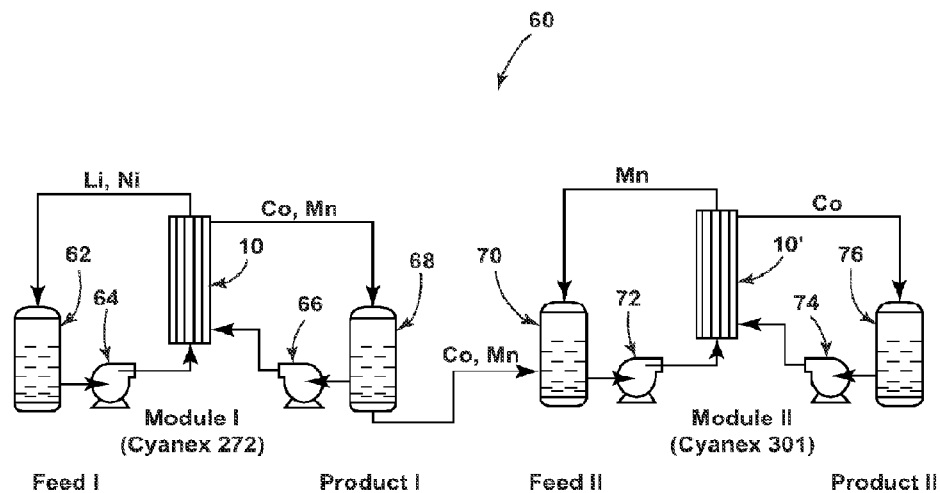 60
Li, Ni
Co, Mn
62
64
10
66
68
Co, Mn
Module I
(Cyanex 272)
Feed I
Product I
Mn
Co
70
72
10'
74
76
Module II
(Cyanex 301)
Feed II
Product II